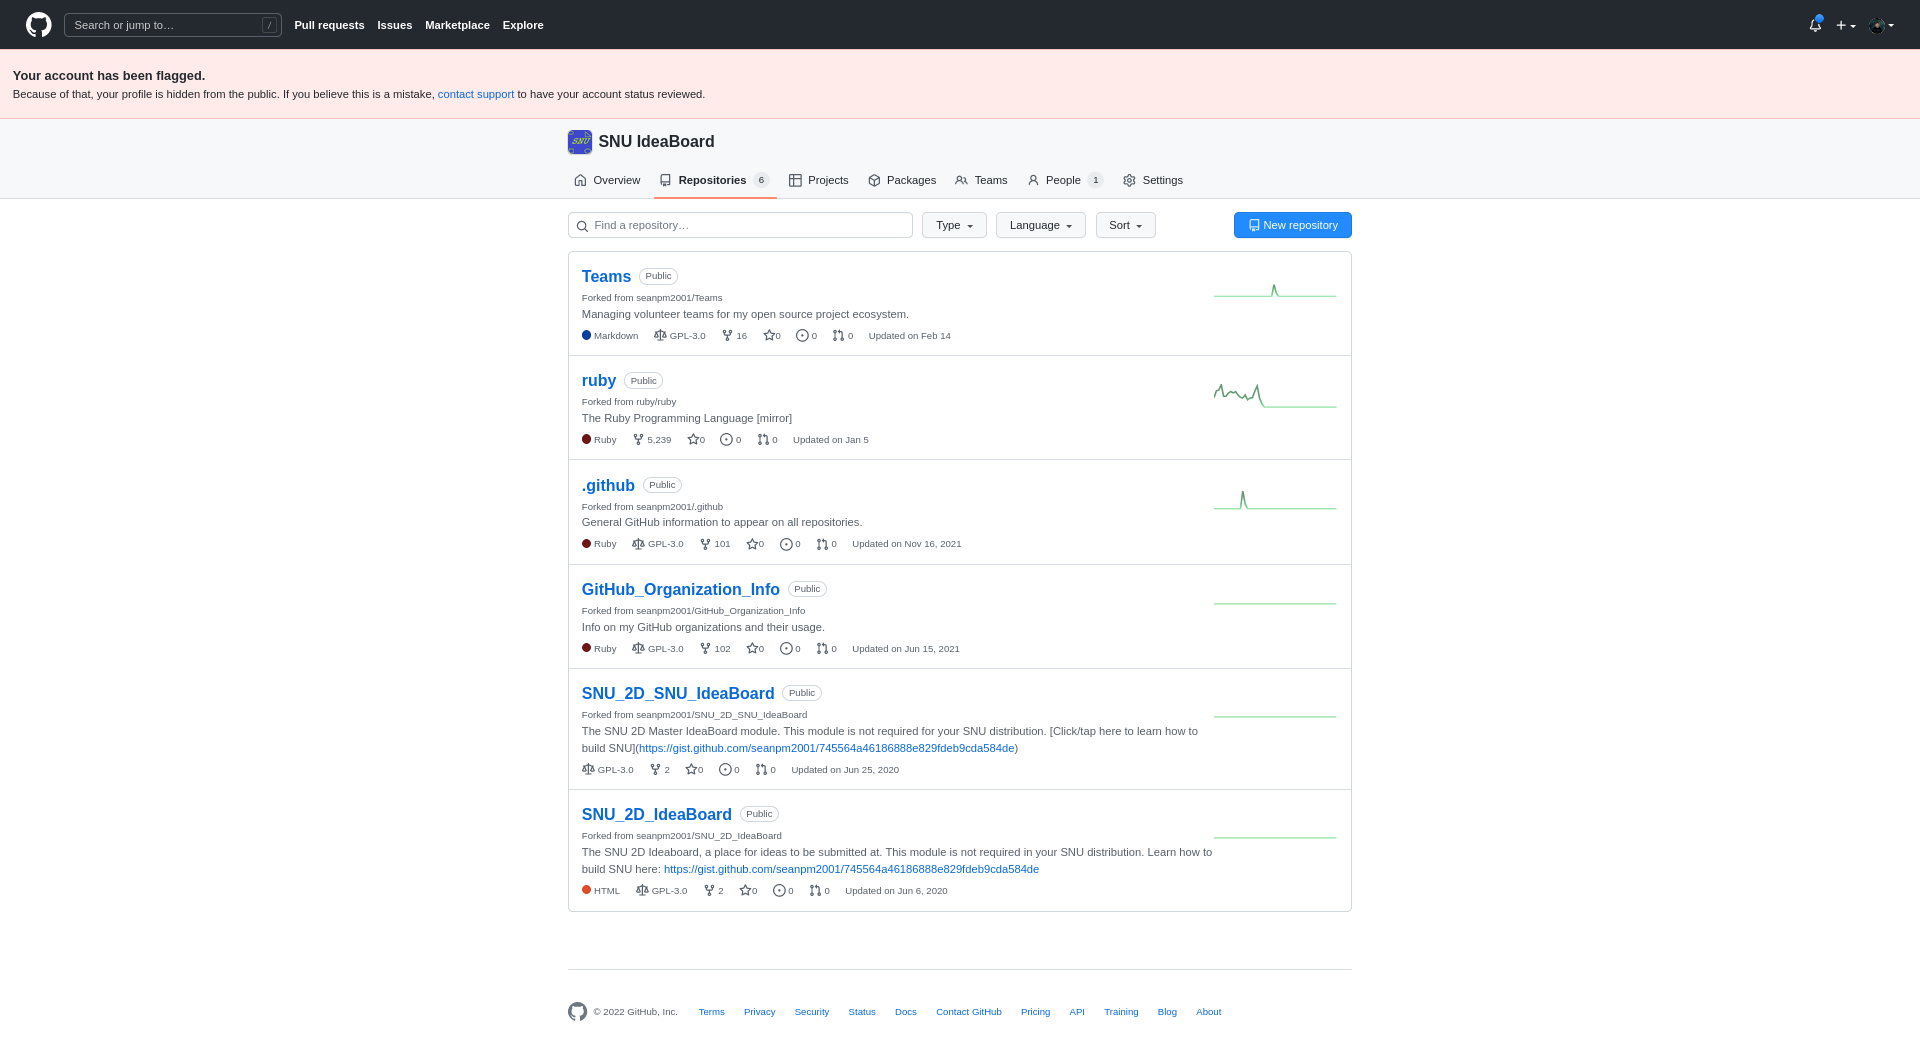 Search or jump to… / Pull requests Issues Marketplace Explore
Your account has been flagged.
Because of that, your profile is hidden from the public. If you believe this is a mistake, contact support to have your account status reviewed.
SNU SNU IdeaBoard
Overview Repositories 6 Projects Packages Teams People 1 Settings
Find a repository… Type Language Sort New repository
Teams Public
Forked from seanpm2001/Teams
Managing volunteer teams for my open source project ecosystem.
Markdown GPL-3.0 16 0 0 0 Updated on Feb 14
ruby Public
Forked from ruby/ruby
The Ruby Programming Language [mirror]
Ruby 5,239 0 0 0 Updated on Jan 5
.github Public
Forked from seanpm2001/.github
General GitHub information to appear on all repositories.
Ruby GPL-3.0 101 0 0 0 Updated on Nov 16, 2021
GitHub_Organization_Info Public
Forked from seanpm2001/GitHub_Organization_Info
Info on my GitHub organizations and their usage.
Ruby GPL-3.0 102 0 0 0 Updated on Jun 15, 2021
SNU_2D_SNU_IdeaBoard Public
Forked from seanpm2001/SNU_2D_SNU_IdeaBoard
The SNU 2D Master IdeaBoard module. This module is not required for your SNU distribution. [Click/tap here to learn how to
build SNU](https://gist.github.com/seanpm2001/745564a46186888e829fdeb9cda584de)
GPL-3.0 2 0 0 0 Updated on Jun 25, 2020
SNU_2D_IdeaBoard Public
Forked from seanpm2001/SNU_2D_IdeaBoard
The SNU 2D Ideaboard, a place for ideas to be submitted at. This module is not required in your SNU distribution. Learn how to
build SNU here: https://gist.github.com/seanpm2001/745564a46186888e829fdeb9cda584de
HTML GPL-3.0 2 0 0 0 Updated on Jun 6, 2020
© 2022 GitHub, Inc. Terms Privacy Security Status Docs Contact GitHub Pricing API Training Blog About